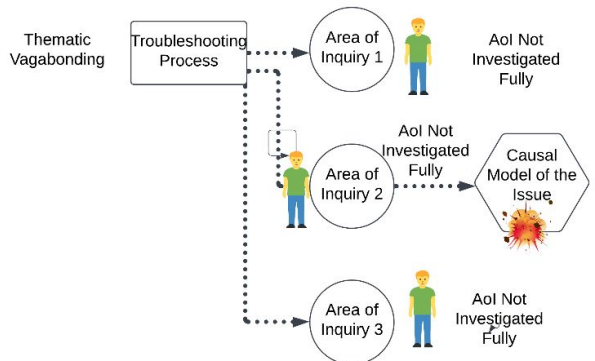 Thematic
Vagabonding
Troubleshooting
Process
Area of
Inquiry 1
AoI Not
Investigated
Fully
Area of
Inquiry 2
AoI Not
Investigated
Fully
Causal
Model of the
Issue
Area of
Inquiry 3
AoI Not
Investigated
Fully